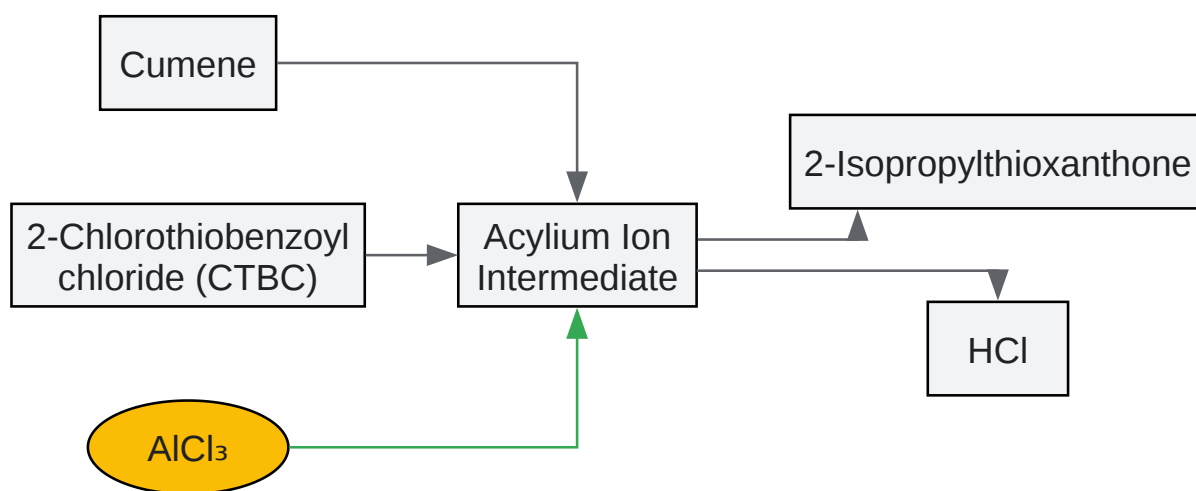 Cumene
2-Chlorothiobenzoyl
chloride (CTBC)
Acylium Ion
Intermediate
2-Isopropylthioxanthone
HCl
AlCl₃